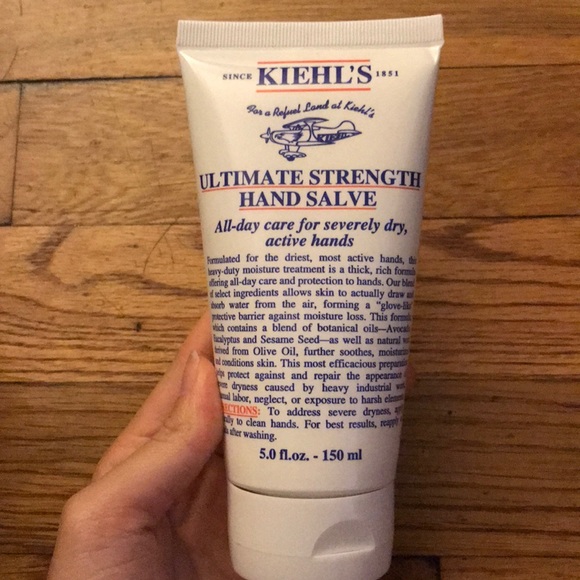 SINCE KIEHL'S 1851
For a Refuel Land at Kiehl's
KIEHL'S
ULTIMATE STRENGTH
HAND SALVE
All-day care for severely dry,
active hands
Formulated for the driest, most active hands, this
heavy-duty moisture treatment is a thick, rich formula
offering all-day care and protection to hands. Our blend
of select ingredients allows skin to actually draw and
absorb water from the air, forming a "glove-like"
protective barrier against moisture loss. This formula,
which contains a blend of botanical oils—Avocado,
Eucalyptus and Sesame Seed—as well as natural wax
derived from Olive Oil, further soothes, moisturizes
and conditions skin. This most efficacious preparation
helps protect against and repair the appearance of
severe dryness caused by heavy industrial work,
manual labor, neglect, or exposure to harsh elements.
DIRECTIONS: To address severe dryness, apply
to clean hands. For best results, reapply
after washing.
5.0 fl.oz. - 150 ml